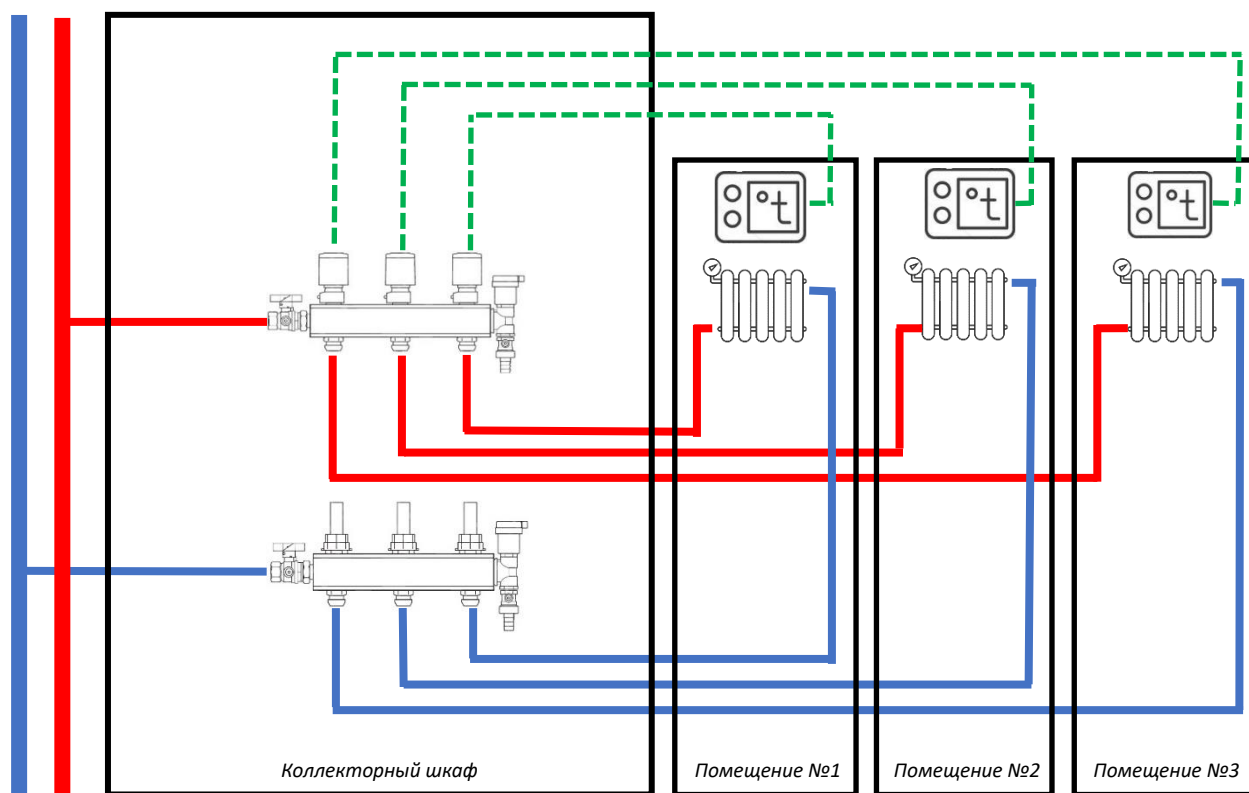 °t
°t
°t
Коллекторный шкаф
Помещение №1
Помещение №2
Помещение №3